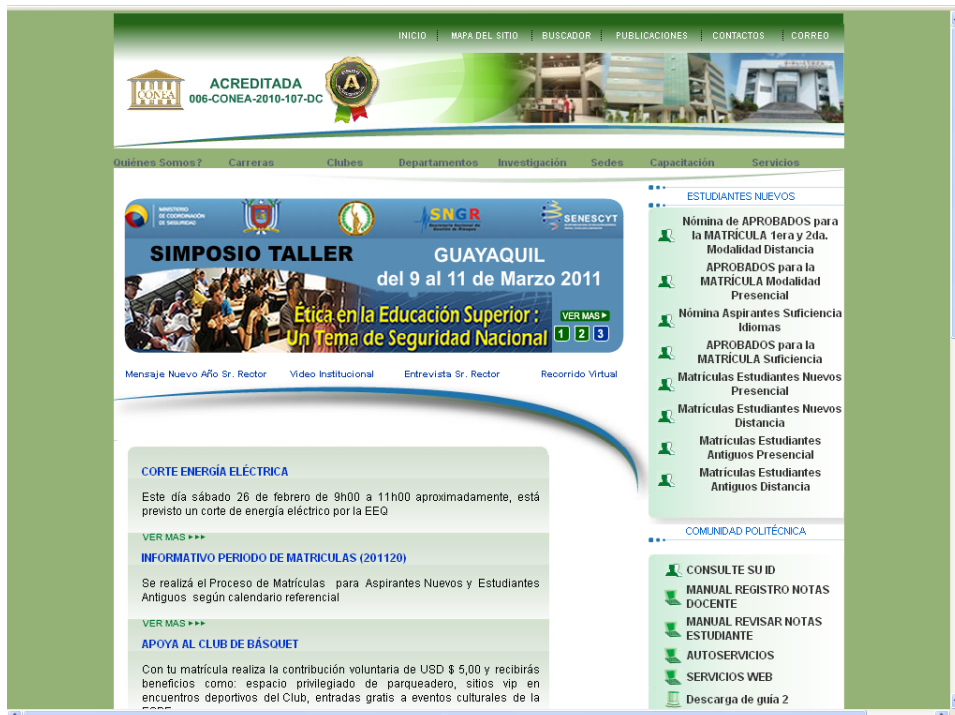 INICIO MAPA DEL SITIO BUSCADOR PUBLICACIONES CONTACTOS CORREO
CONEA
ACREDITADA
006-CONEA-2010-107-DC
A
Quiénes Somos? Carreras Clubes Departamentos Investigación Sedes Capacitación Servicios
MINISTERIO
DE COORDINACIÓN
DE SEGURIDAD
SNGR
SENESCYT
SIMPOSIO TALLER
GUAYAQUIL
del 9 al 11 de Marzo 2011
Ética en la Educación Superior :
Un Tema de Seguridad Nacional
VER MAS
1 2 3
Mensaje Nuevo Año Sr. Rector Video Institucional Entrevista Sr. Rector Recorrido Virtual
CORTE ENERGÍA ELÉCTRICA
Este día sábado 26 de febrero de 9h00 a 11h00 aproximadamente, está
previsto un corte de energía eléctrico por la EEQ
VER MAS
INFORMATIVO PERIODO DE MATRICULAS (201120)
Se realizá el Proceso de Matrículas para Aspirantes Nuevos y Estudiantes
Antiguos según calendario referencial
VER MAS
APOYA AL CLUB DE BÁSQUET
Con tu matrícula realiza la contribución voluntaria de USD $ 5,00 y recibirás
beneficios como: espacio privilegiado de parqueadero, sitios vip en
encuentros deportivos del Club, entradas gratis a eventos culturales de la
ESTUDIANTES NUEVOS
Nómina de APROBADOS para
la MATRÍCULA 1era y 2da.
Modalidad Distancia
APROBADOS para la
MATRÍCULA Modalidad
Presencial
Nómina Aspirantes Suficiencia
Idiomas
APROBADOS para la
MATRÍCULA Suficiencia
Matrículas Estudiantes Nuevos
Presencial
Matrículas Estudiantes Nuevos
Distancia
Matrículas Estudiantes
Antiguos Presencial
Matrículas Estudiantes
Antiguos Distancia
COMUNIDAD POLITÉCNICA
CONSULTE SU ID
MANUAL REGISTRO NOTAS
DOCENTE
MANUAL REVISAR NOTAS
ESTUDIANTE
AUTOSERVICIOS
SERVICIOS WEB
Descarga de guía 2